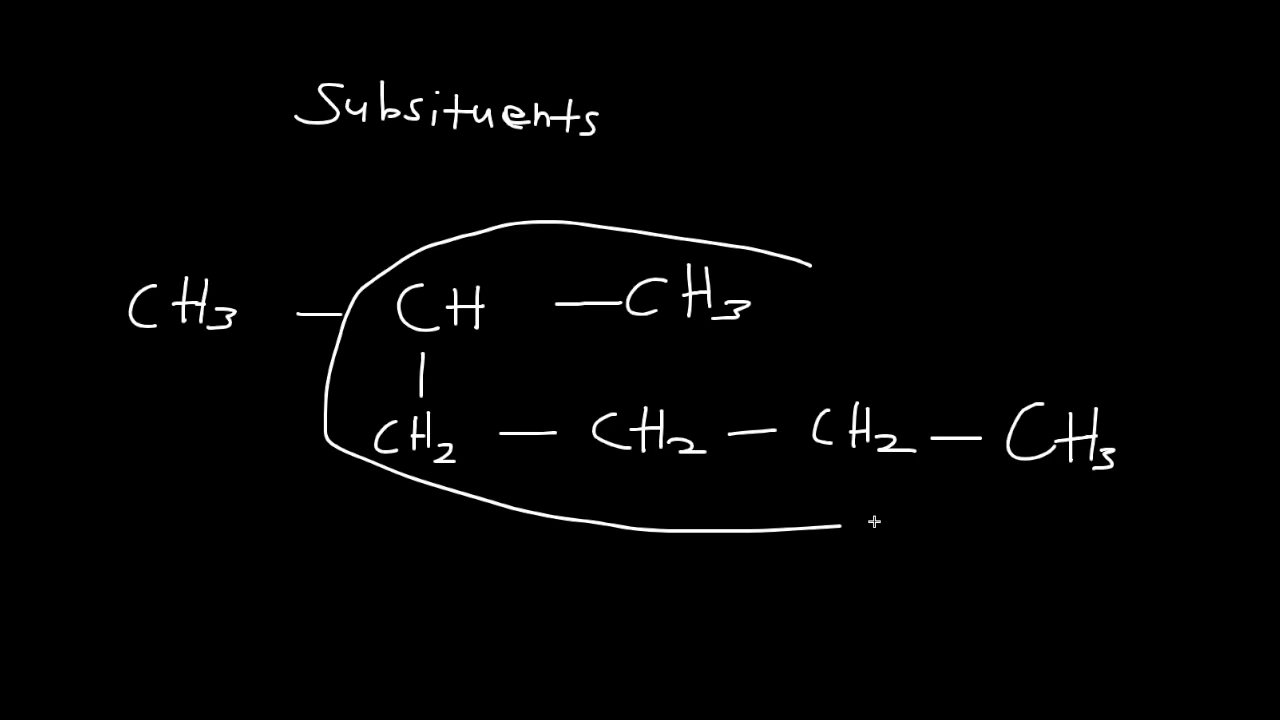 Subsituents
CH3 — CH — CH3
|
CH2 — CH2 — CH2 — CH3